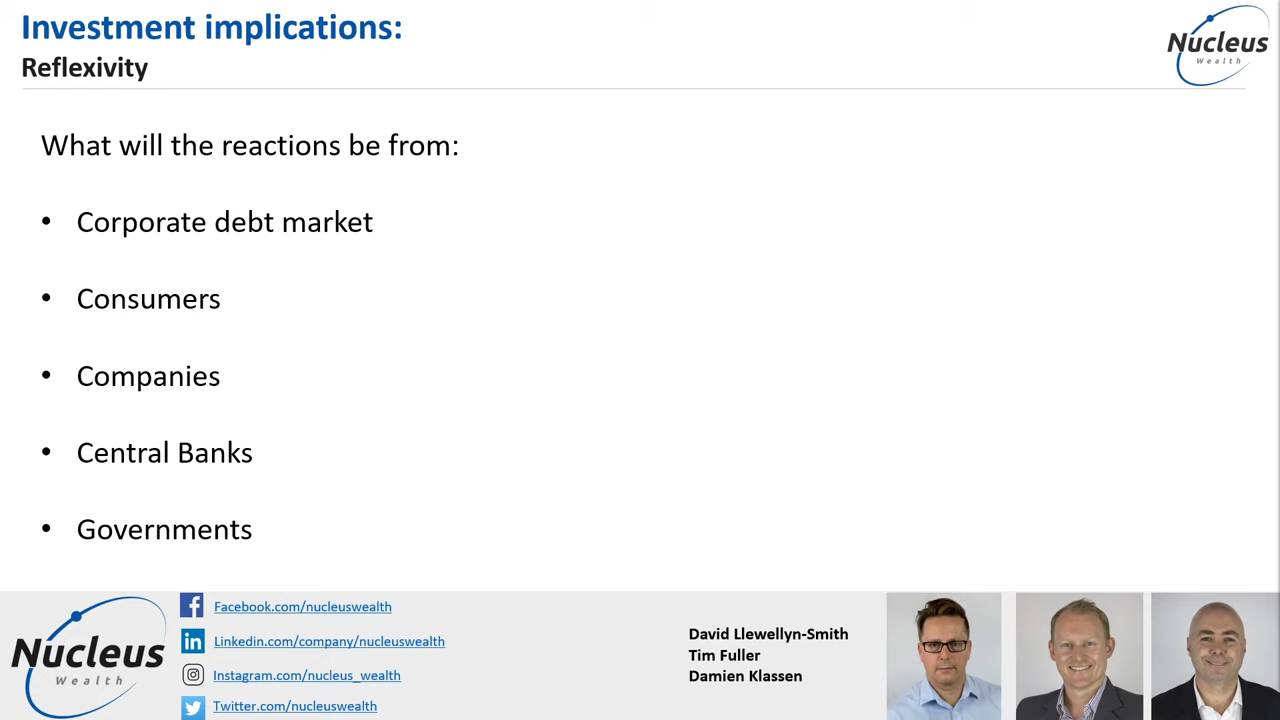 Investment implications:
Reflexivity
Nucleus
Wealth
What will the reactions be from:
• Corporate debt market
• Consumers
• Companies
• Central Banks
• Governments
Nucleus
Wealth
Facebook.com/nucleuswealth
Linkedin.com/company/nucleuswealth
Instagram.com/nucleus_wealth
Twitter.com/nucleuswealth
David Llewellyn-Smith
Tim Fuller
Damien Klassen